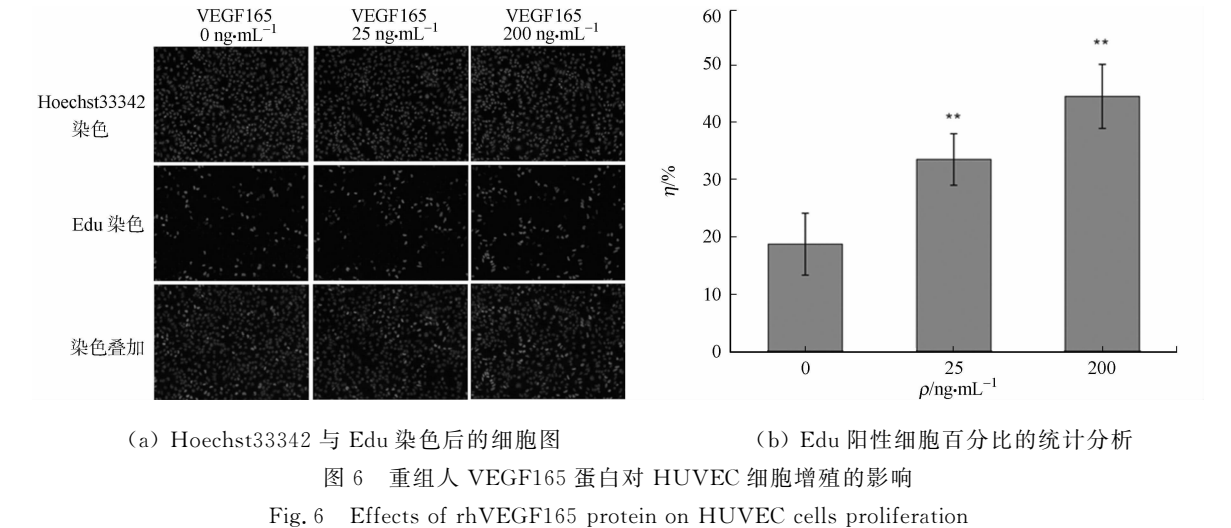 VEGF165 VEGF165 VEGF165
0 ng·mL⁻¹ 25 ng·mL⁻¹ 200 ng·mL⁻¹
Hoechst33342
染色
Edu 染色
染色叠加
60
50
40
30
20
10
0
η/%
**
**
0 25 200
ρ/ng·mL⁻¹
(a) Hoechst33342 与 Edu 染色后的细胞图
(b) Edu 阳性细胞百分比的统计分析
图 6 重组人 VEGF165 蛋白对 HUVEC 细胞增殖的影响
Fig. 6 Effects of rhVEGF165 protein on HUVEC cells proliferation